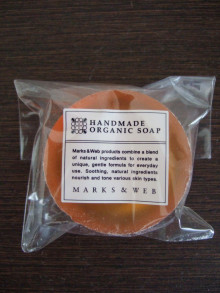 HANDMADE
ORGANIC SOAP
Marks&Web products combine a blend
of natural ingredients to create a
unique, gentle formula for everyday
use. Soothing, natural ingredients
nourish and tone various skin types.
MARKS & WEB